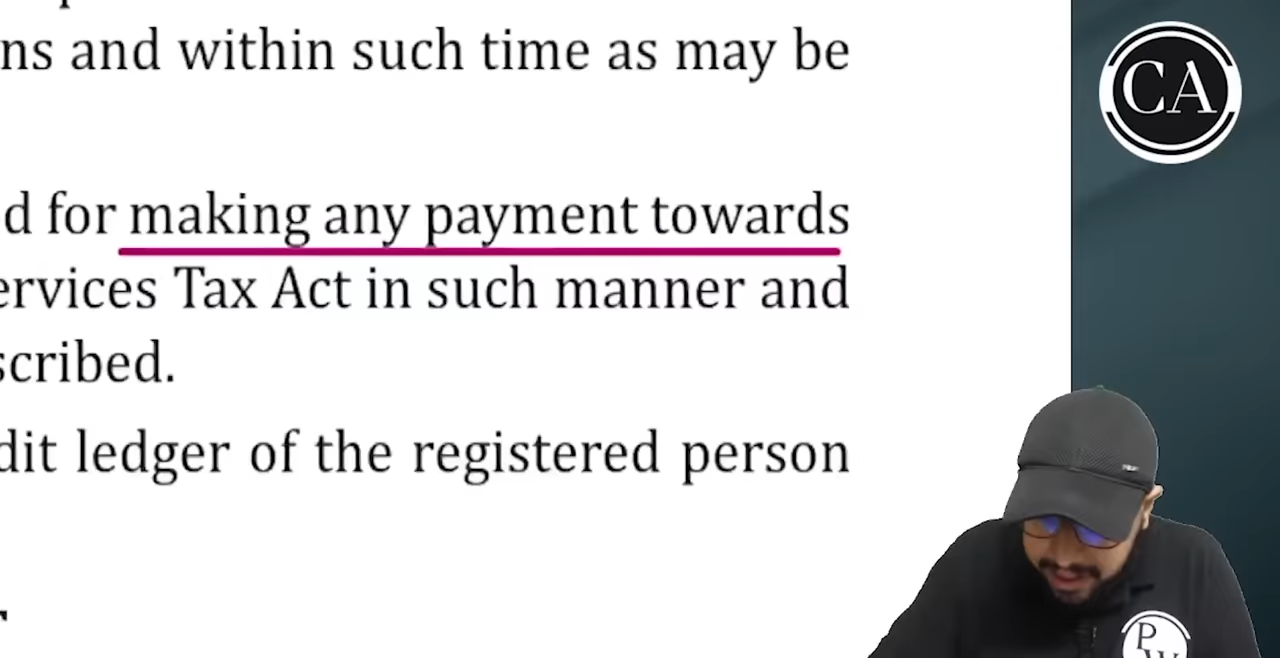 ns and within such time as may be
d for making any payment towards
ervices Tax Act in such manner and
scribed.
dit ledger of the registered person
CA
PW